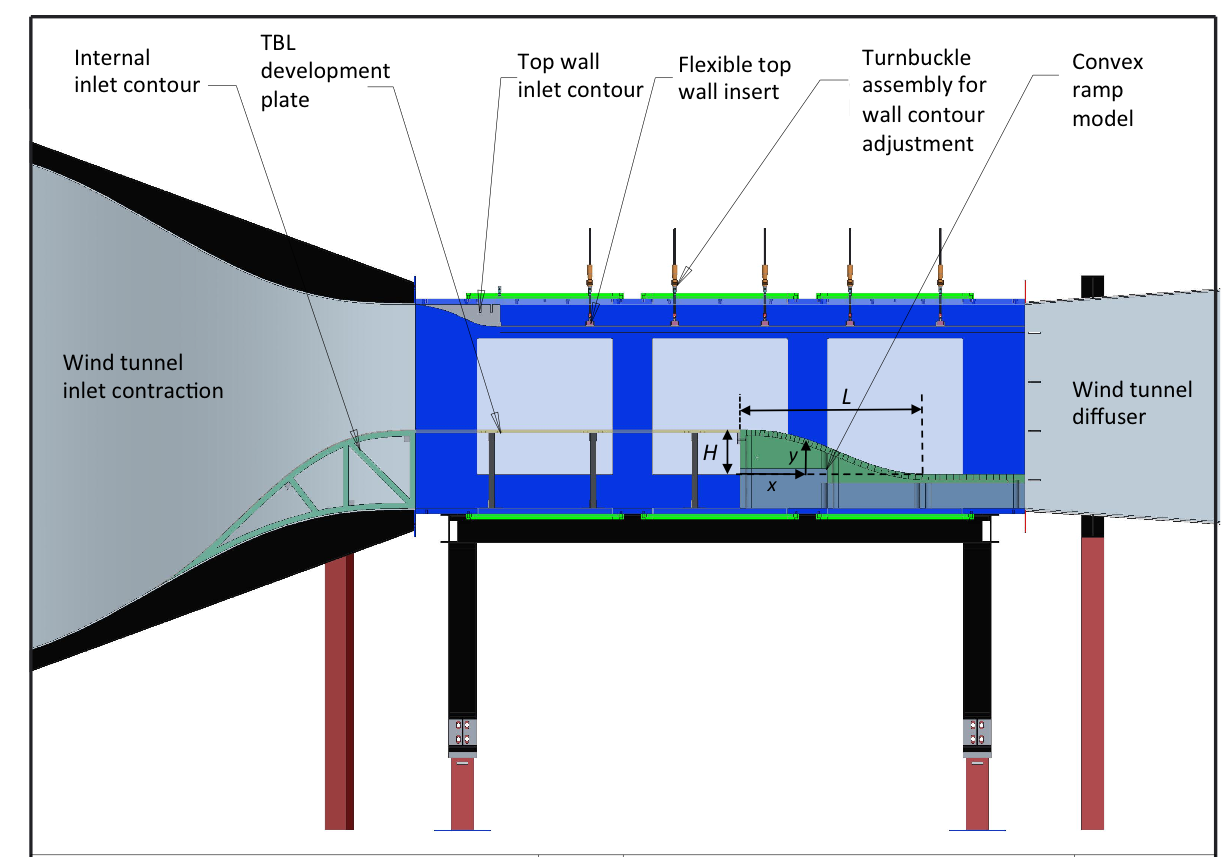 Internal
inlet contour
TBL
development
plate
Top wall
inlet contour
Flexible top
wall insert
Turnbuckle
assembly for
wall contour
adjustment
Convex
ramp
model
Wind tunnel
inlet contraction
L
H
y
x
Wind tunnel
diffuser